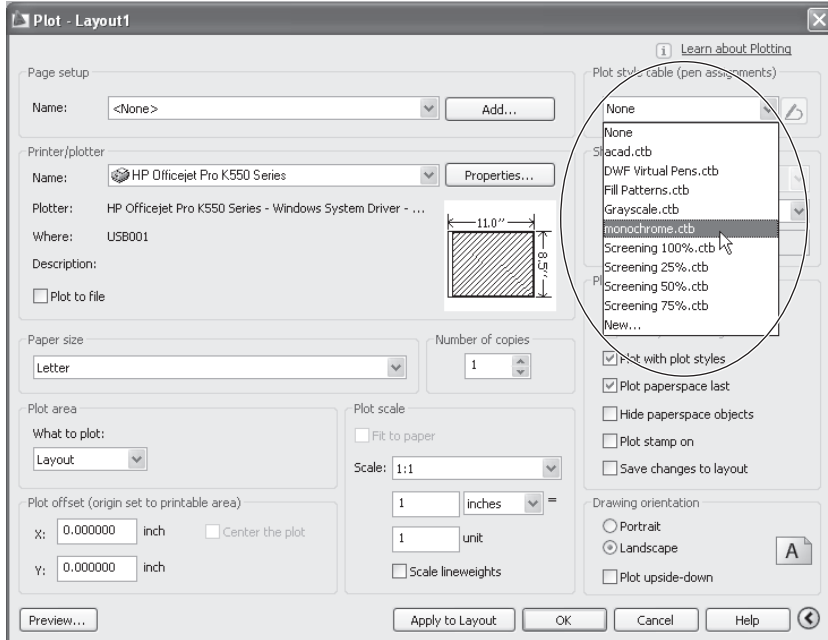 Plot - Layout1
Learn about Plotting
Page setup
Name: <None> Add...
Printer/plotter
Name: HP Officejet Pro K550 Series Properties...
Plotter: HP Officejet Pro K550 Series - Windows System Driver - ...
Where: USB001
Description:
Plot to file
11.0"
8.5"
Paper size
Letter
Number of copies
1
Plot area
What to plot:
Layout
Plot scale
Fit to paper
Scale: 1:1
1 inches =
1 unit
Scale lineweights
Plot offset (origin set to printable area)
X: 0.000000 inch Center the plot
Y: 0.000000 inch
Plot style table (pen assignments)
None
None
acad.ctb
DWF Virtual Pens.ctb
Fill Patterns.ctb
Grayscale.ctb
monochrome.ctb
Screening 100%.ctb
Screening 25%.ctb
Screening 50%.ctb
Screening 75%.ctb
New...
Plot with plot styles
Plot paperspace last
Hide paperspace objects
Plot stamp on
Save changes to layout
Drawing orientation
Portrait
Landscape
A
Plot upside-down
Preview... Apply to Layout OK Cancel Help